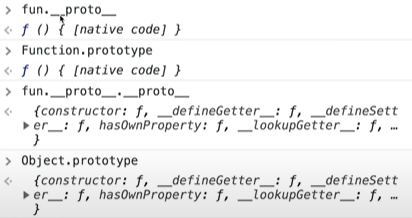 > fun.__proto__
<· ƒ () { [native code] }
> Function.prototype
<· ƒ () { [native code] }
> fun.__proto__.__proto__
<· {constructor: ƒ, __defineGetter__: ƒ, __defineSett
▶ er__: ƒ, hasOwnProperty: ƒ, __lookupGetter__: ƒ, …
}
> Object.prototype
<· {constructor: ƒ, __defineGetter__: ƒ, __defineSett
▶ er__: ƒ, hasOwnProperty: ƒ, __lookupGetter__: ƒ, …
}